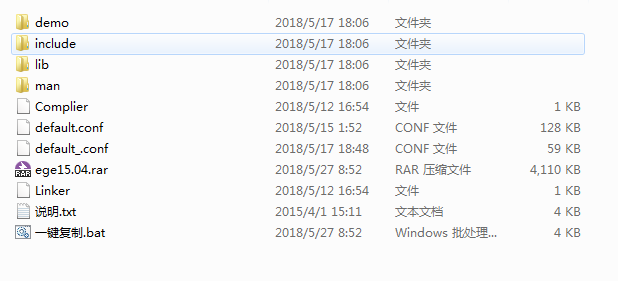 demo 2018/5/17 18:06 文件夹
include 2018/5/17 18:06 文件夹
lib 2018/5/17 18:06 文件夹
man 2018/5/17 18:06 文件夹
Complier 2018/5/12 16:54 文件 1 KB
default.conf 2018/5/15 1:52 CONF 文件 128 KB
default_.conf 2018/5/17 18:48 CONF 文件 59 KB
RAR ege15.04.rar 2018/5/27 8:52 RAR 压缩文件 4,110 KB
Linker 2018/5/12 16:54 文件 1 KB
说明.txt 2015/4/1 15:11 文本文档 4 KB
一键复制.bat 2018/5/27 8:52 Windows 批处理... 4 KB